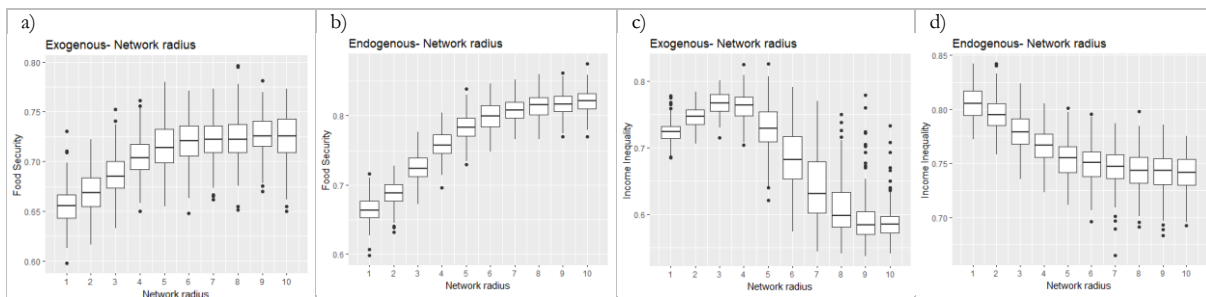 a)
Exogenous- Network radius
Food Security
0.80
0.75
0.70
0.65
0.60
1 2 3 4 5 6 7 8 9 10
Network radius
b)
Endogenous- Network radius
Food Security
0.8
0.7
0.6
1 2 3 4 5 6 7 8 9 10
Network radius
c)
Exogenous- Network radius
Income Inequality
0.8
0.7
0.6
1 2 3 4 5 6 7 8 9 10
Network radius
d)
Endogenous- Network radius
Income Inequality
0.85
0.80
0.75
0.70
1 2 3 4 5 6 7 8 9 10
Network radius